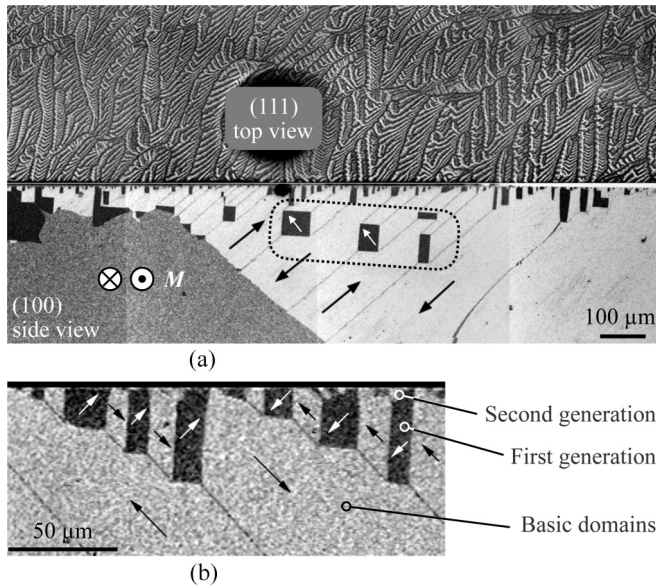 (111)
top view
M
(100)
side view
100 µm
(a)
Second generation
First generation
Basic domains
50 µm
(b)